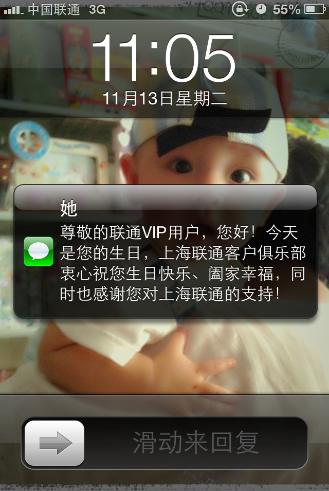 中国联通 3G 55%
11:05
11月13日星期二
她
尊敬的联通VIP用户，您好！今天
是您的生日，上海联通客户俱乐部
衷心祝您生日快乐、阖家幸福，同
时也感谢您对上海联通的支持！
滑动来回复